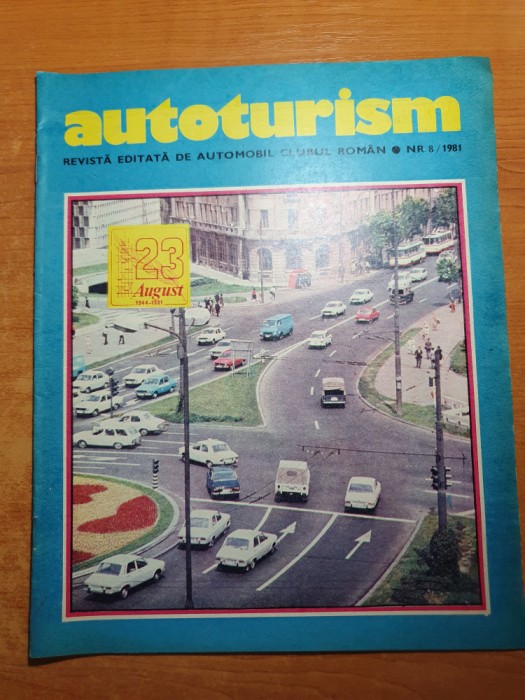 autoturism
REVISTĂ EDITATĂ DE AUTOMOBIL CLUBUL ROMÂN ● NR 8/1981
23
August
1944-1981